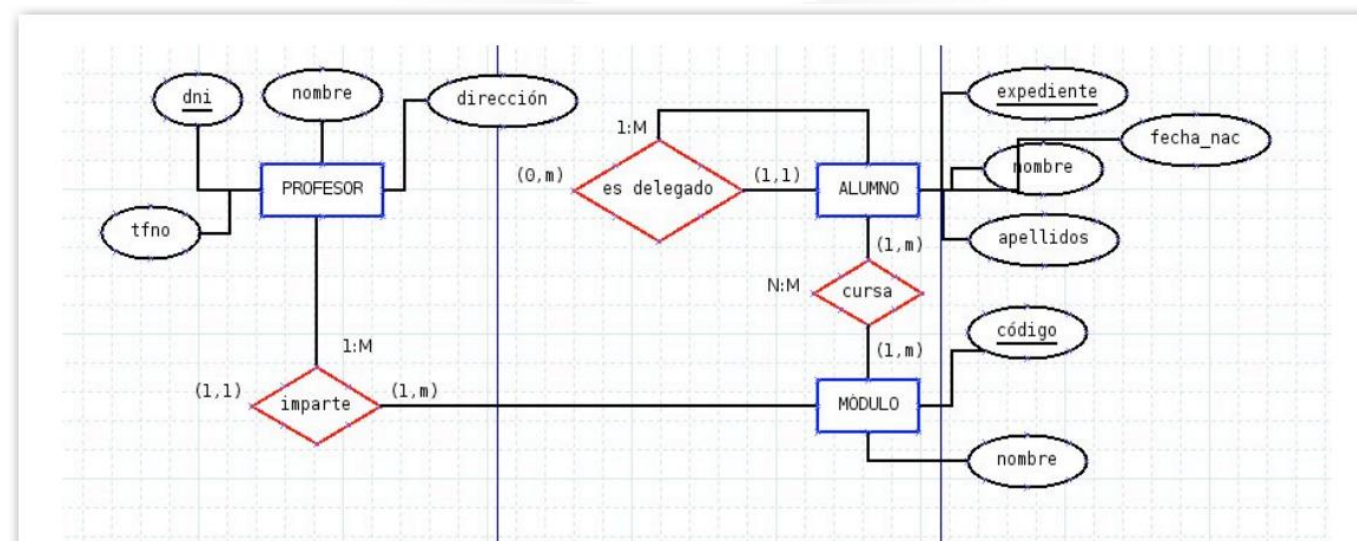 dni
nombre
dirección
PROFESOR
tfno
1:M
(0,m)
es delegado
(1,1)
ALUMNO
expediente
fecha_nac
nombre
apellidos
(1,m)
N:M
cursa
(1,m)
código
MÓDULO
nombre
1:M
(1,1)
imparte
(1,m)